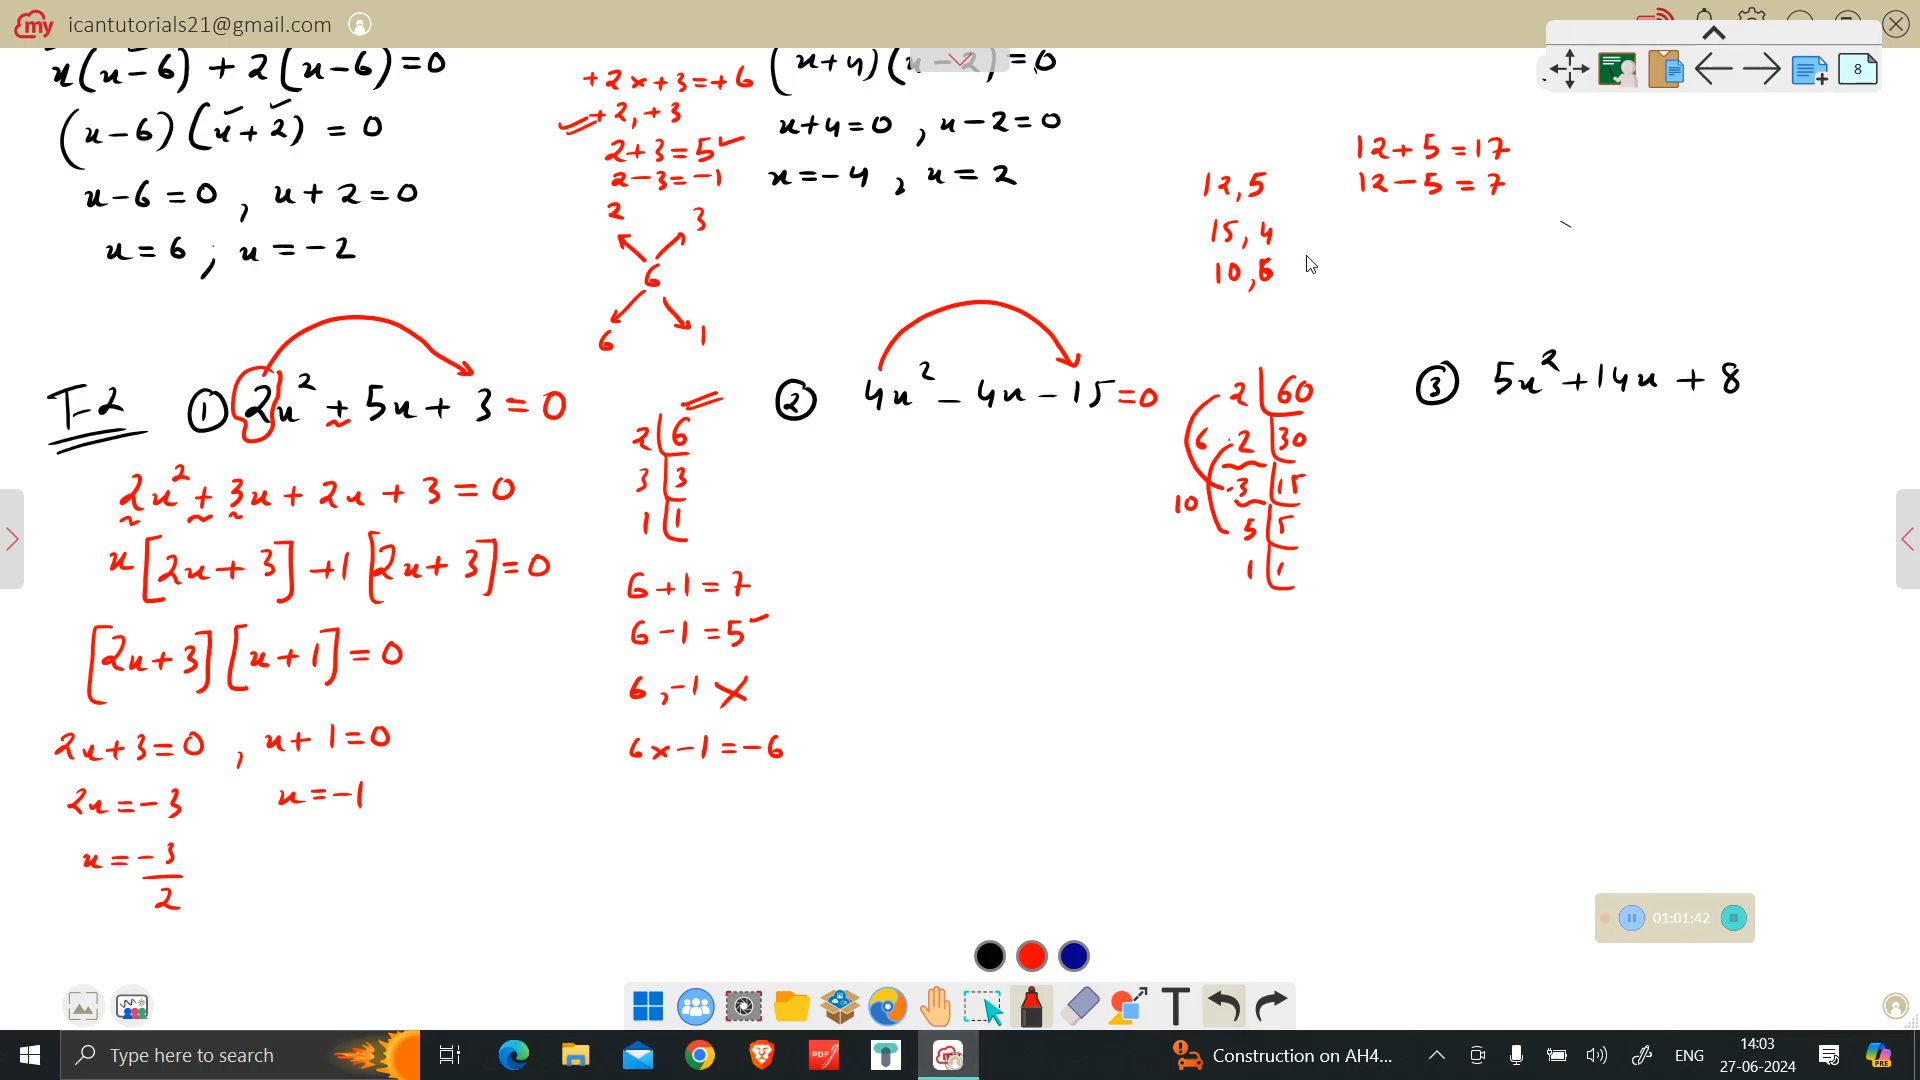 my icantutorials21@gmail.com
x(x-6) + 2(x-6) = 0
(x-6)(x+2) = 0
x-6=0, x+2=0
x=6, x=-2
+2x+3=+6
+2,+3
2+3=5
2-3=-1
2 3
6
6 1
(x+4)(x-2)=0
x+4=0, x-2=0
x=-4, x=2
12,5
15,4
10,6
12+5=17
12-5=7
8
T-2 ① 2x²+5x+3=0
2x²+3x+2x+3=0
x[2x+3]+1[2x+3]=0
[2x+3][x+1]=0
2x+3=0, x+1=0
2x=-3 x=-1
x=-3
2
2|6
3|3
1|1
6+1=7
6-1=5
6,-1 X
6x-1=-6
② 4x²-4x-15=0
2|60
6 2|30
3|15
10 5|5
1|1
③ 5x²+14x+8
01:01:42
T
Type here to search
PDF
T
Construction on AH4...
ENG
14:03
27-06-2024
PRE